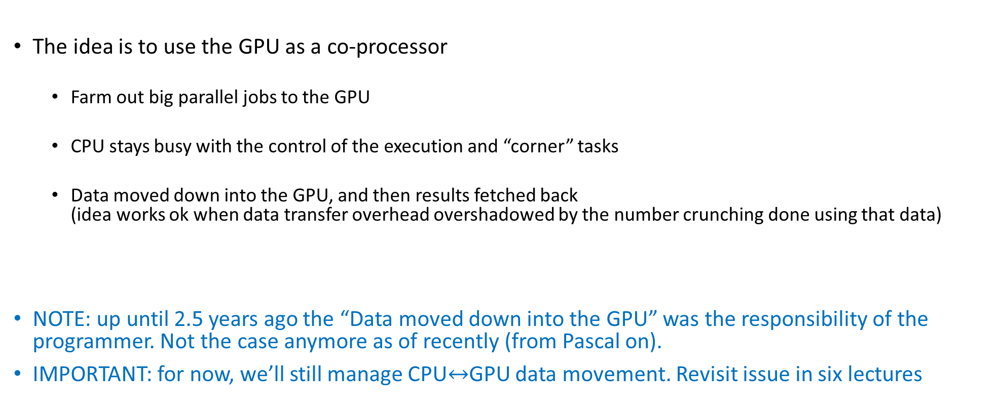 • The idea is to use the GPU as a co-processor
• Farm out big parallel jobs to the GPU
• CPU stays busy with the control of the execution and “corner” tasks
• Data moved down into the GPU, and then results fetched back
(idea works ok when data transfer overhead overshadowed by the number crunching done using that data)
• NOTE: up until 2.5 years ago the “Data moved down into the GPU” was the responsibility of the
programmer. Not the case anymore as of recently (from Pascal on).
• IMPORTANT: for now, we’ll still manage CPU↔GPU data movement. Revisit issue in six lectures